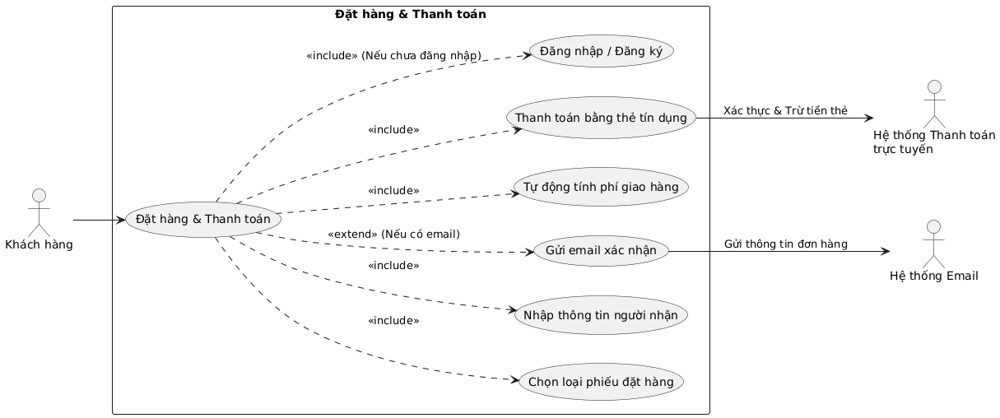 Đặt hàng & Thanh toán
Đăng nhập / Đăng ký
«include» (Nếu chưa đăng nhập)
Thanh toán bằng thẻ tín dụng
Xác thực & Trừ tiền thẻ
Hệ thống Thanh toán
trực tuyến
«include»
Tự động tính phí giao hàng
«include»
Đặt hàng & Thanh toán
Khách hàng
«extend» (Nếu có email)
Gửi email xác nhận
Gửi thông tin đơn hàng
Hệ thống Email
«include»
Nhập thông tin người nhận
«include»
Chọn loại phiếu đặt hàng